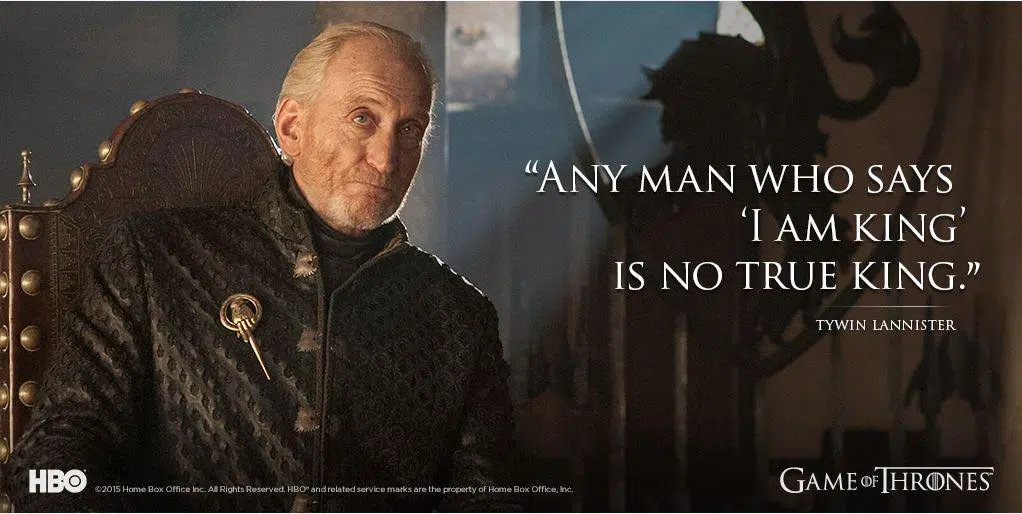 “ANY MAN WHO SAYS
‘I AM KING’
IS NO TRUE KING.”
TYWIN LANNISTER
HBO®
©2015 Home Box Office Inc. All Rights Reserved. HBO® and related service marks are the property of Home Box Office, Inc.
GAME OF THRONES™